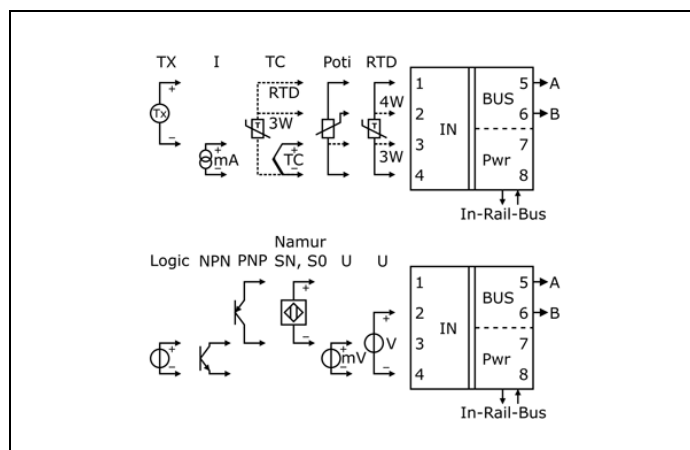 TX I TC Poti RTD
+ RTD 1 5 A
Tx 4W BUS
3W 2 6 B
T T IN
- + 3 7
+ mA TC 3W Pwr
- - 4 8
In-Rail-Bus
Namur
Logic NPN PNP SN, S0 U U
+ 1 5 A
BUS
+ 2 6 B
- IN
+ + V 3 7
mV Pwr
- - - 4 8
In-Rail-Bus